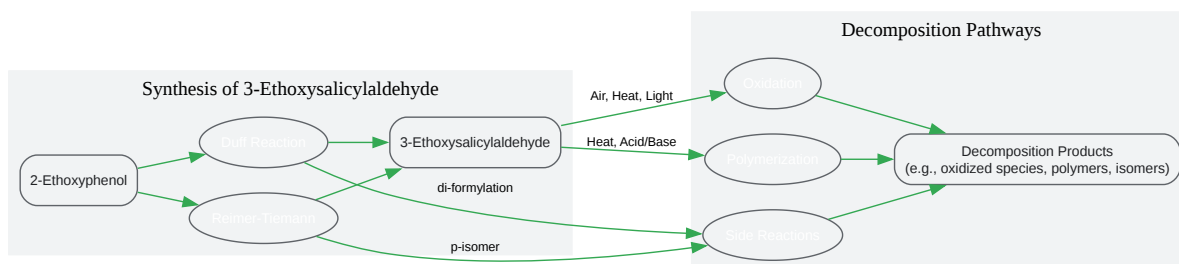 Decomposition Pathways
Synthesis of 3-Ethoxysalicylaldehyde
Oxidation
Air, Heat, Light
Duff Reaction
3-Ethoxysalicylaldehyde
Heat, Acid/Base
Polymerization
Decomposition Products
(e.g., oxidized species, polymers, isomers)
2-Ethoxyphenol
di-formylation
Reimer-Tiemann
Side Reactions
p-isomer